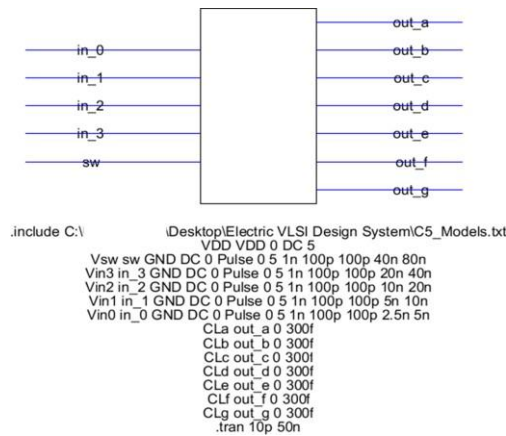 out_a
in_0 out_b
in_1 out_c
in_2 out_d
in_3 out_e
sw out_f
out_g
.include C:\ \Desktop\Electric VLSI Design System\C5_Models.txt
VDD VDD 0 DC 5
Vsw sw GND DC 0 Pulse 0 5 1n 100p 100p 40n 80n
Vin3 in_3 GND DC 0 Pulse 0 5 1n 100p 100p 20n 40n
Vin2 in_2 GND DC 0 Pulse 0 5 1n 100p 100p 10n 20n
Vin1 in_1 GND DC 0 Pulse 0 5 1n 100p 100p 5n 10n
Vin0 in_0 GND DC 0 Pulse 0 5 1n 100p 100p 2.5n 5n
CLa out_a 0 300f
CLb out_b 0 300f
CLc out_c 0 300f
CLd out_d 0 300f
CLe out_e 0 300f
CLf out_f 0 300f
CLg out_g 0 300f
.tran 10p 50n